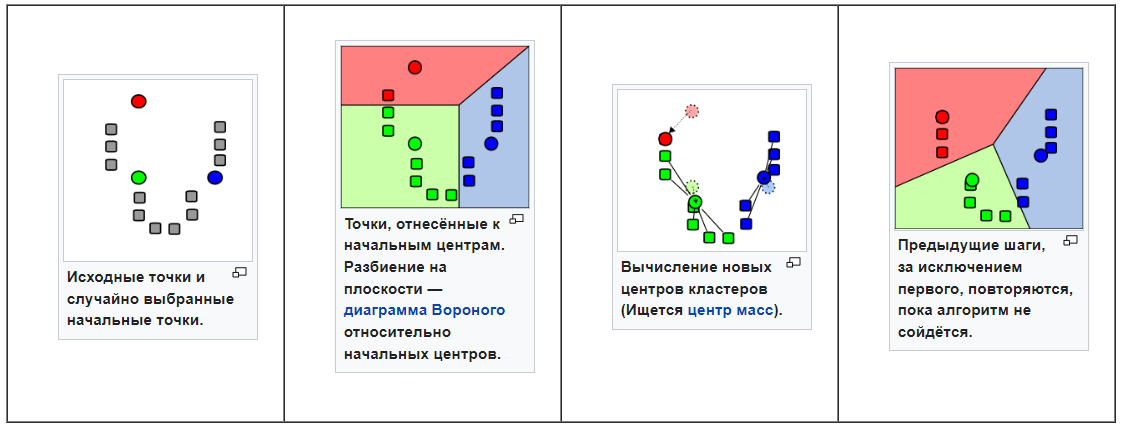 Исходные точки и
случайно выбранные
начальные точки.
Точки, отнесённые к
начальным центрам.
Разбиение на
плоскости —
диаграмма Вороного
относительно
начальных центров.
Вычисление новых
центров кластеров
(Ищется центр масс).
Предыдущие шаги,
за исключением
первого, повторяются,
пока алгоритм не
сойдётся.